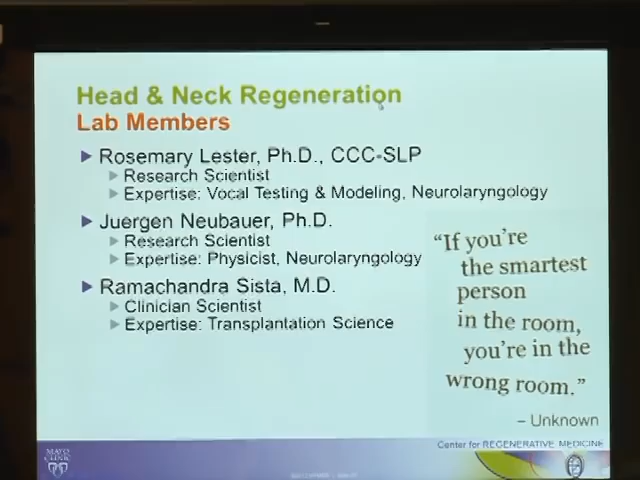 Head & Neck Regeneration
Lab Members
Rosemary Lester, Ph.D., CCC-SLP
Research Scientist
Expertise: Vocal Testing & Modeling, Neurolaryngology
Juergen Neubauer, Ph.D.
Research Scientist
Expertise: Physicist, Neurolaryngology
Ramachandra Sista, M.D.
Clinician Scientist
Expertise: Transplantation Science
“If you’re
the smartest
person
in the room,
you’re in the
wrong room.”
– Unknown
Center for REGENERATIVE MEDICINE
MAYO
CLINIC